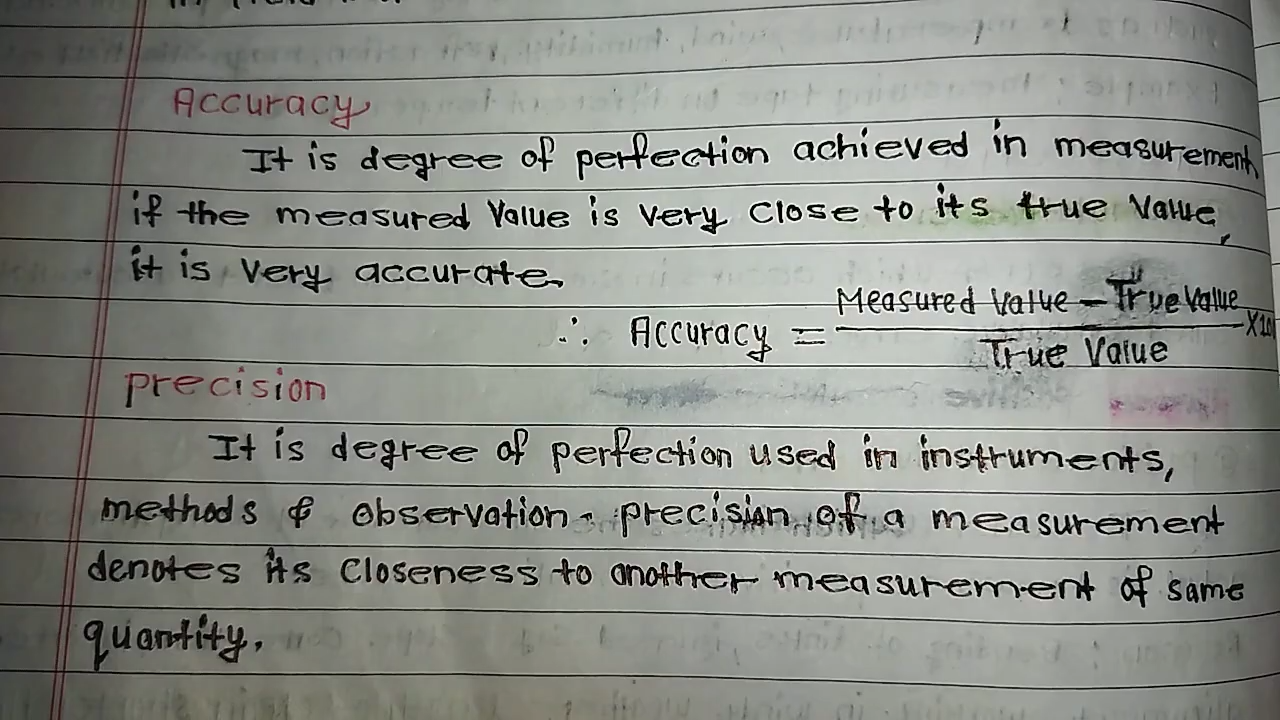 Accuracy
It is degree of perfection achieved in measurement,
if the measured Value is very close to its true Value,
it is very accurate.
∴ Accuracy = (Measured Value - True Value) / True Value
precision
It is degree of perfection used in instruments,
methods & observation. precision of a measurement
denotes its closeness to another measurement of same
quantity.